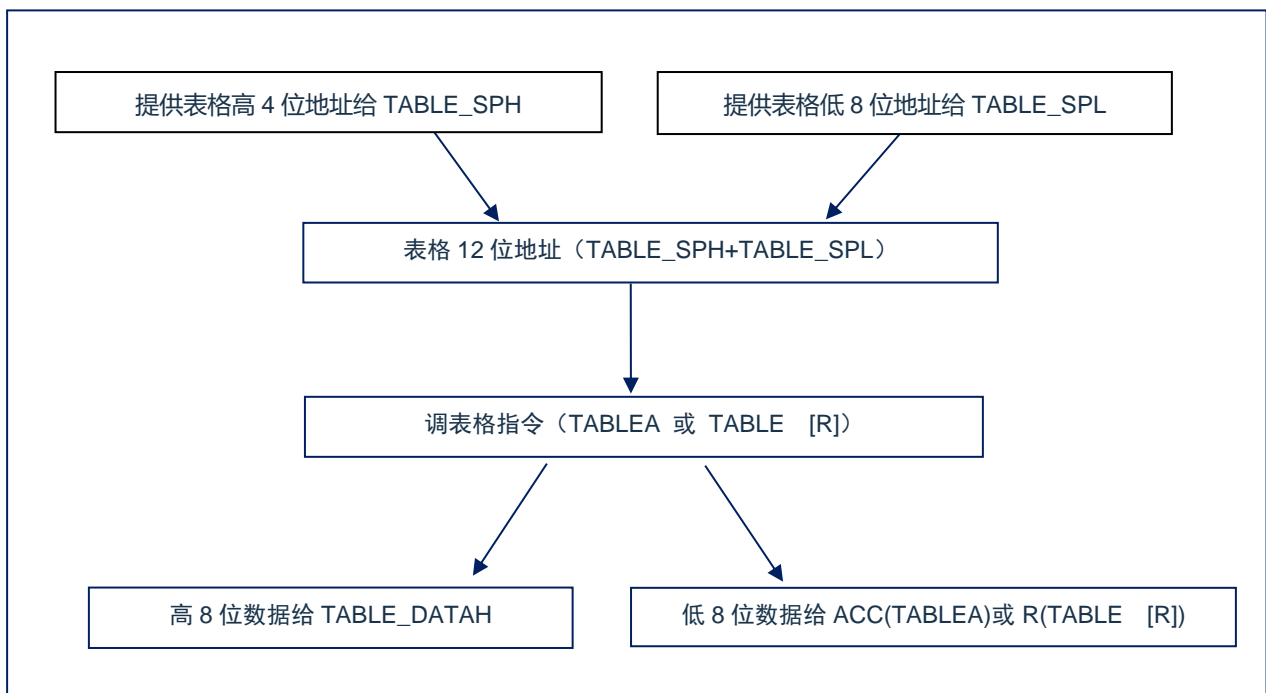 提供表格高 4 位地址给 TABLE_SPH
提供表格低 8 位地址给 TABLE_SPL
表格 12 位地址（TABLE_SPH+TABLE_SPL）
调表格指令（TABLEA 或 TABLE [R]）
高 8 位数据给 TABLE_DATAH
低 8 位数据给 ACC(TABLEA)或 R(TABLE [R])